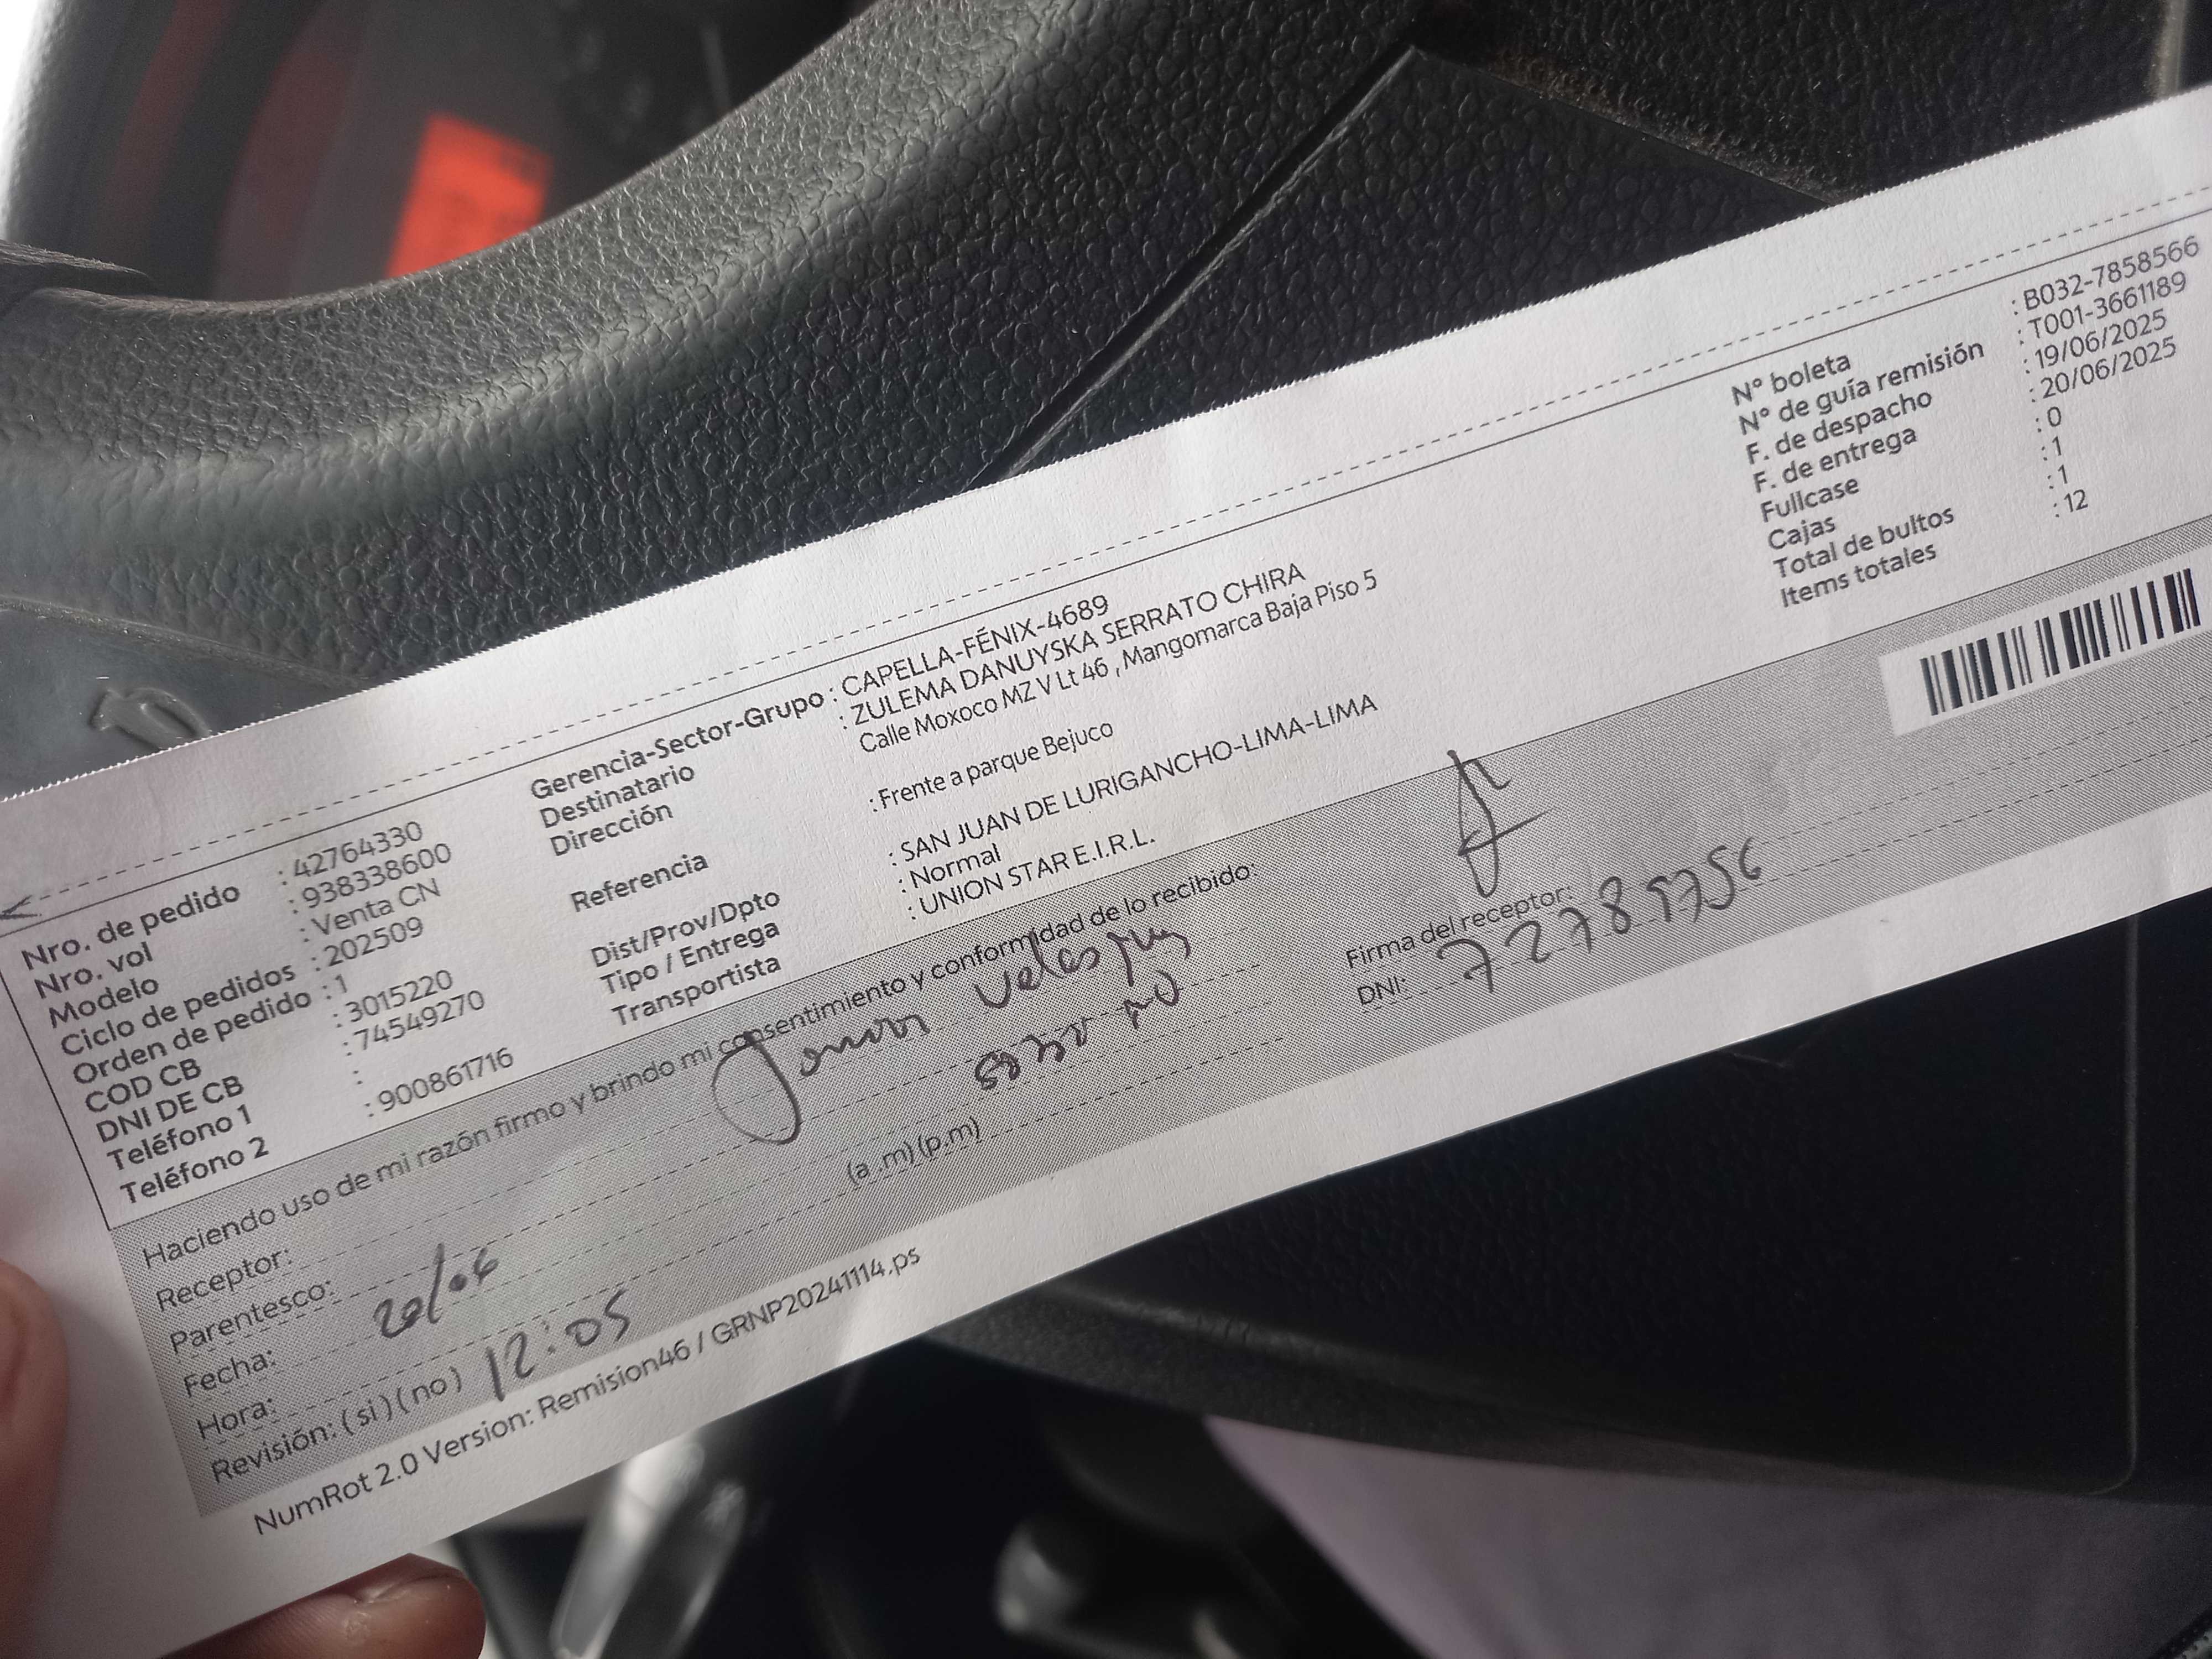 Nro. de pedido : 42764330
Nro. vol : 938338600
Modelo : Venta CN
Ciclo de pedidos : 202509
Orden de pedido : 1
COD CB : 3015220
DNI DE CB : 74549270
Teléfono 1 :
Teléfono 2 : 900861716
Gerencia-Sector-Grupo : CAPELLA-FÉNIX-4689
Destinatario : ZULEMA DANUYSKA SERRATO CHIRA
Dirección Calle Moxoco MZ V Lt 46 , Mangomarca Baja Piso 5
Referencia : Frente a parque Bejuco
Dist/Prov/Dpto : SAN JUAN DE LURIGANCHO-LIMA-LIMA
Tipo / Entrega : Normal
Transportista : UNION STAR E.I.R.L.
N° boleta : B032-7858566
N° de guía remisión : T001-3661189
F. de despacho : 19/06/2025
F. de entrega : 20/06/2025
Fullcase : 0
Cajas : 1
Total de bultos : 1
Items totales : 12
Haciendo uso de mi razón firmo y brindo mi consentimiento y conformidad de lo recibido:
Receptor:
Parentesco:
Fecha: 20/06
Hora: (a .m) (p.m)
Revisión: ( si ) ( no ) 12:05
Firma del receptor:
DNI:
NumRot 2.0 Version: Remision46 / GRNP20241114.ps